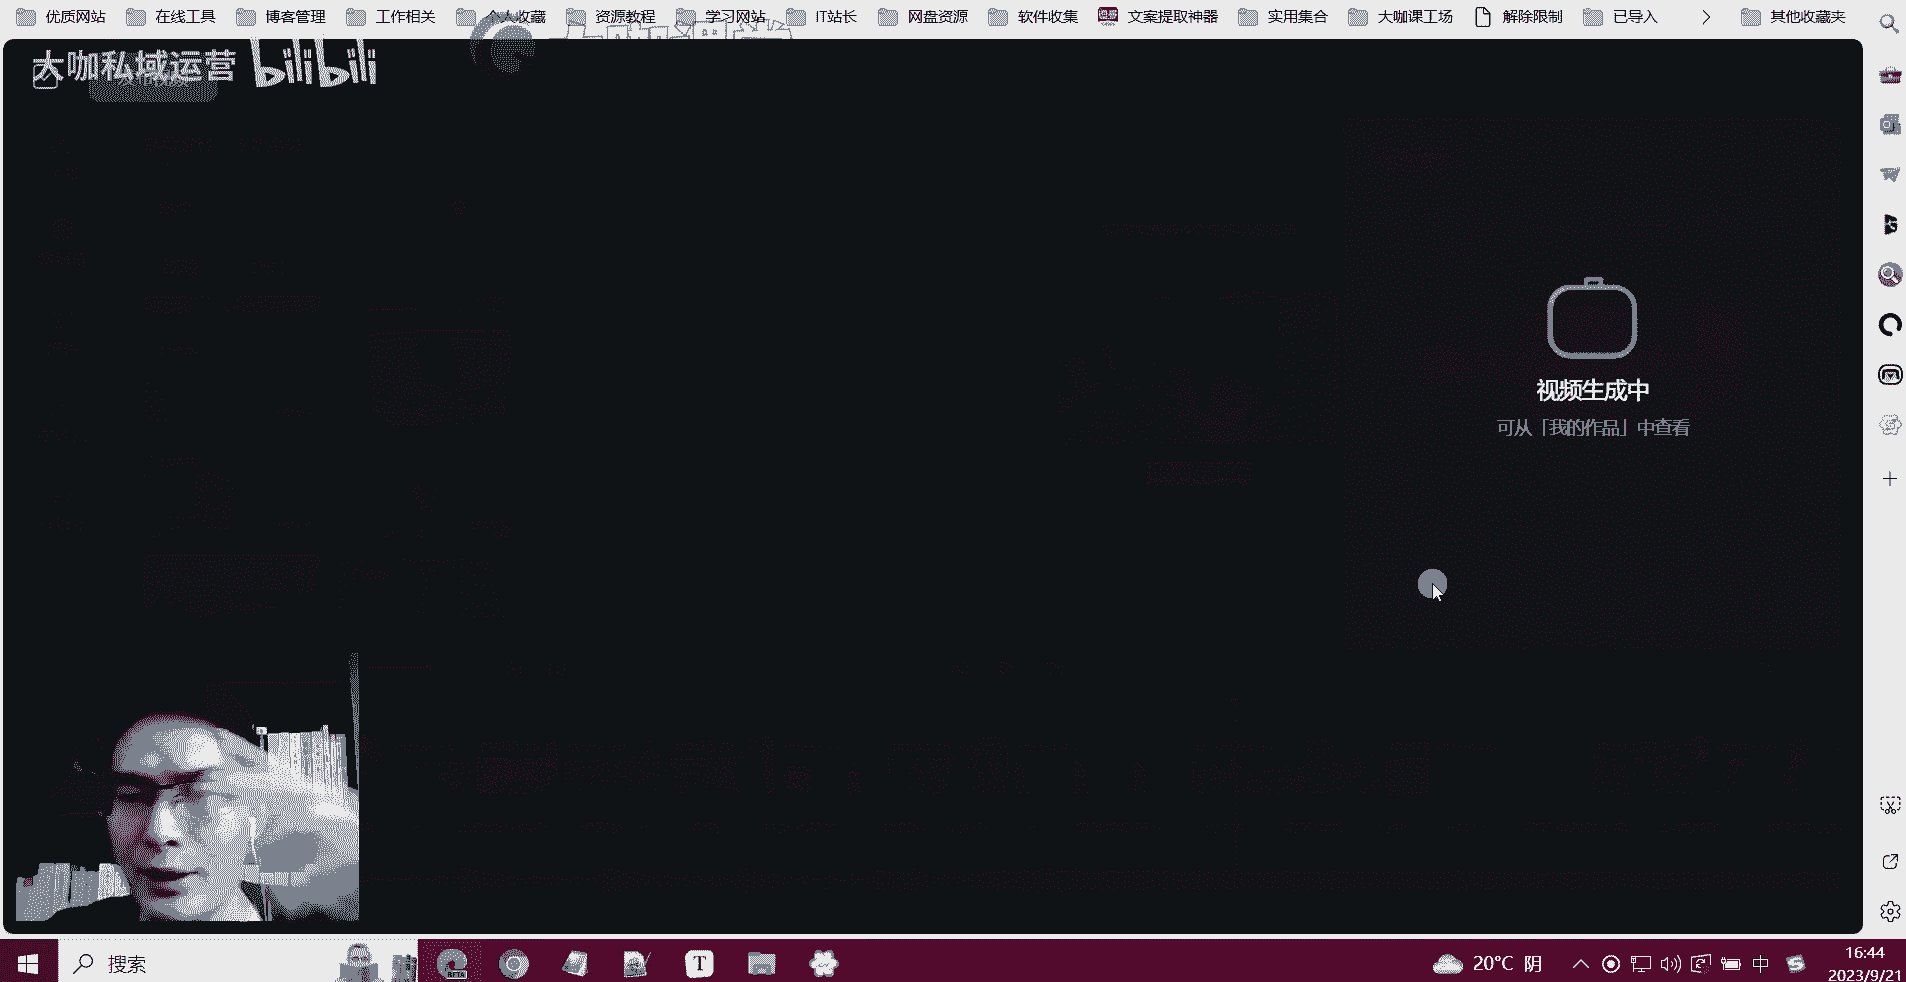 优质网站 在线工具 博客管理 工作相关 个人收藏 资源教程 学习网站 IT站长 网盘资源 软件收集 文案提取神器 实用集合 大咖课工场 解除限制 已导入 其他收藏夹
大咖私域运营 bilibili
视频生成中
可从「我的作品」中查看
搜索
BETA
T
20°C 阴
中
16:44
2023/9/21